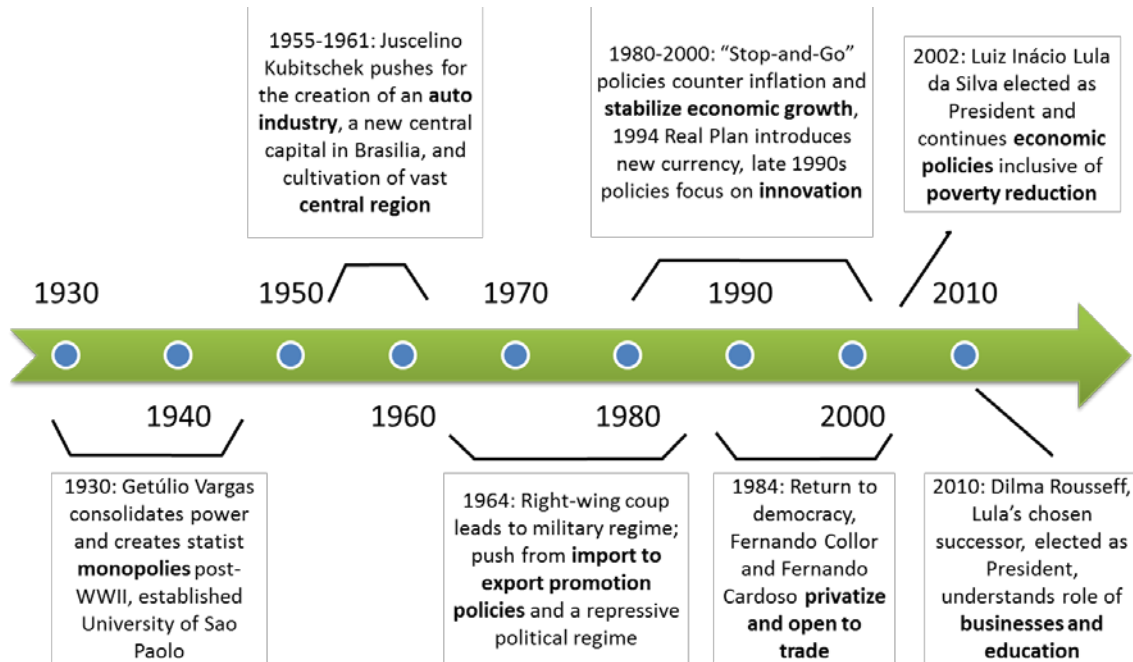 1955-1961: Juscelino
Kubitschek pushes for
the creation of an auto
industry, a new central
capital in Brasilia, and
cultivation of vast
central region
1980-2000: “Stop-and-Go”
policies counter inflation and
stabilize economic growth,
1994 Real Plan introduces
new currency, late 1990s
policies focus on innovation
2002: Luiz Inácio Lula
da Silva elected as
President and
continues economic
policies inclusive of
poverty reduction
1930
1950
1970
1990
2010
1940
1960
1980
2000
1930: Getúlio Vargas
consolidates power
and creates statist
monopolies post-
WWII, established
University of Sao
Paolo
1964: Right-wing coup
leads to military regime;
push from import to
export promotion
policies and a repressive
political regime
1984: Return to
democracy,
Fernando Collor
and Fernando
Cardoso privatize
and open to
trade
2010: Dilma Rousseff,
Lula’s chosen
successor, elected as
President,
understands role of
businesses and
education